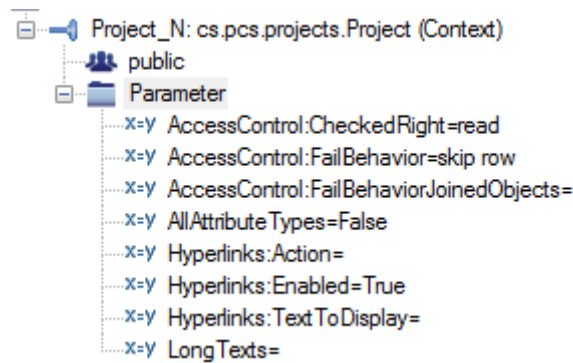 Project_N: cs.pcs.projects.Project (Context)
public
Parameter
x=y AccessControl:CheckedRight=read
x=y AccessControl:FailBehavior=skip row
x=y AccessControl:FailBehaviorJoinedObjects=
x=y AllAttributeTypes=False
x=y Hyperlinks:Action=
x=y Hyperlinks:Enabled=True
x=y Hyperlinks:TextToDisplay=
x=y LongTexts=